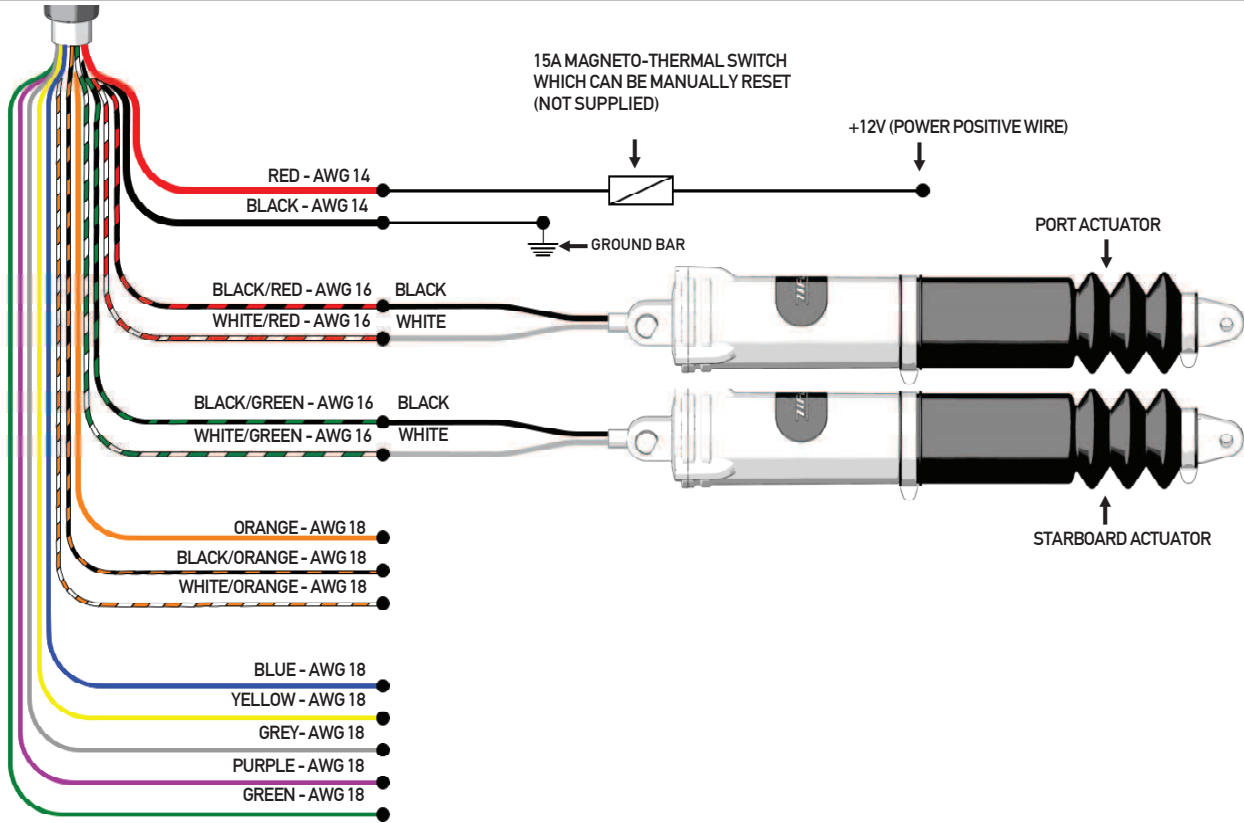 15A MAGNETO-THERMAL SWITCH
WHICH CAN BE MANUALLY RESET
(NOT SUPPLIED)
+12V (POWER POSITIVE WIRE)
RED - AWG 14
BLACK - AWG 14
GROUND BAR
PORT ACTUATOR
BLACK/RED - AWG 16
BLACK
WHITE/RED - AWG 16
WHITE
BLACK/GREEN - AWG 16
BLACK
WHITE/GREEN - AWG 16
WHITE
ORANGE - AWG 18
STARBOARD ACTUATOR
BLACK/ORANGE - AWG 18
WHITE/ORANGE - AWG 18
BLUE - AWG 18
YELLOW - AWG 18
GREY- AWG 18
PURPLE - AWG 18
GREEN - AWG 18